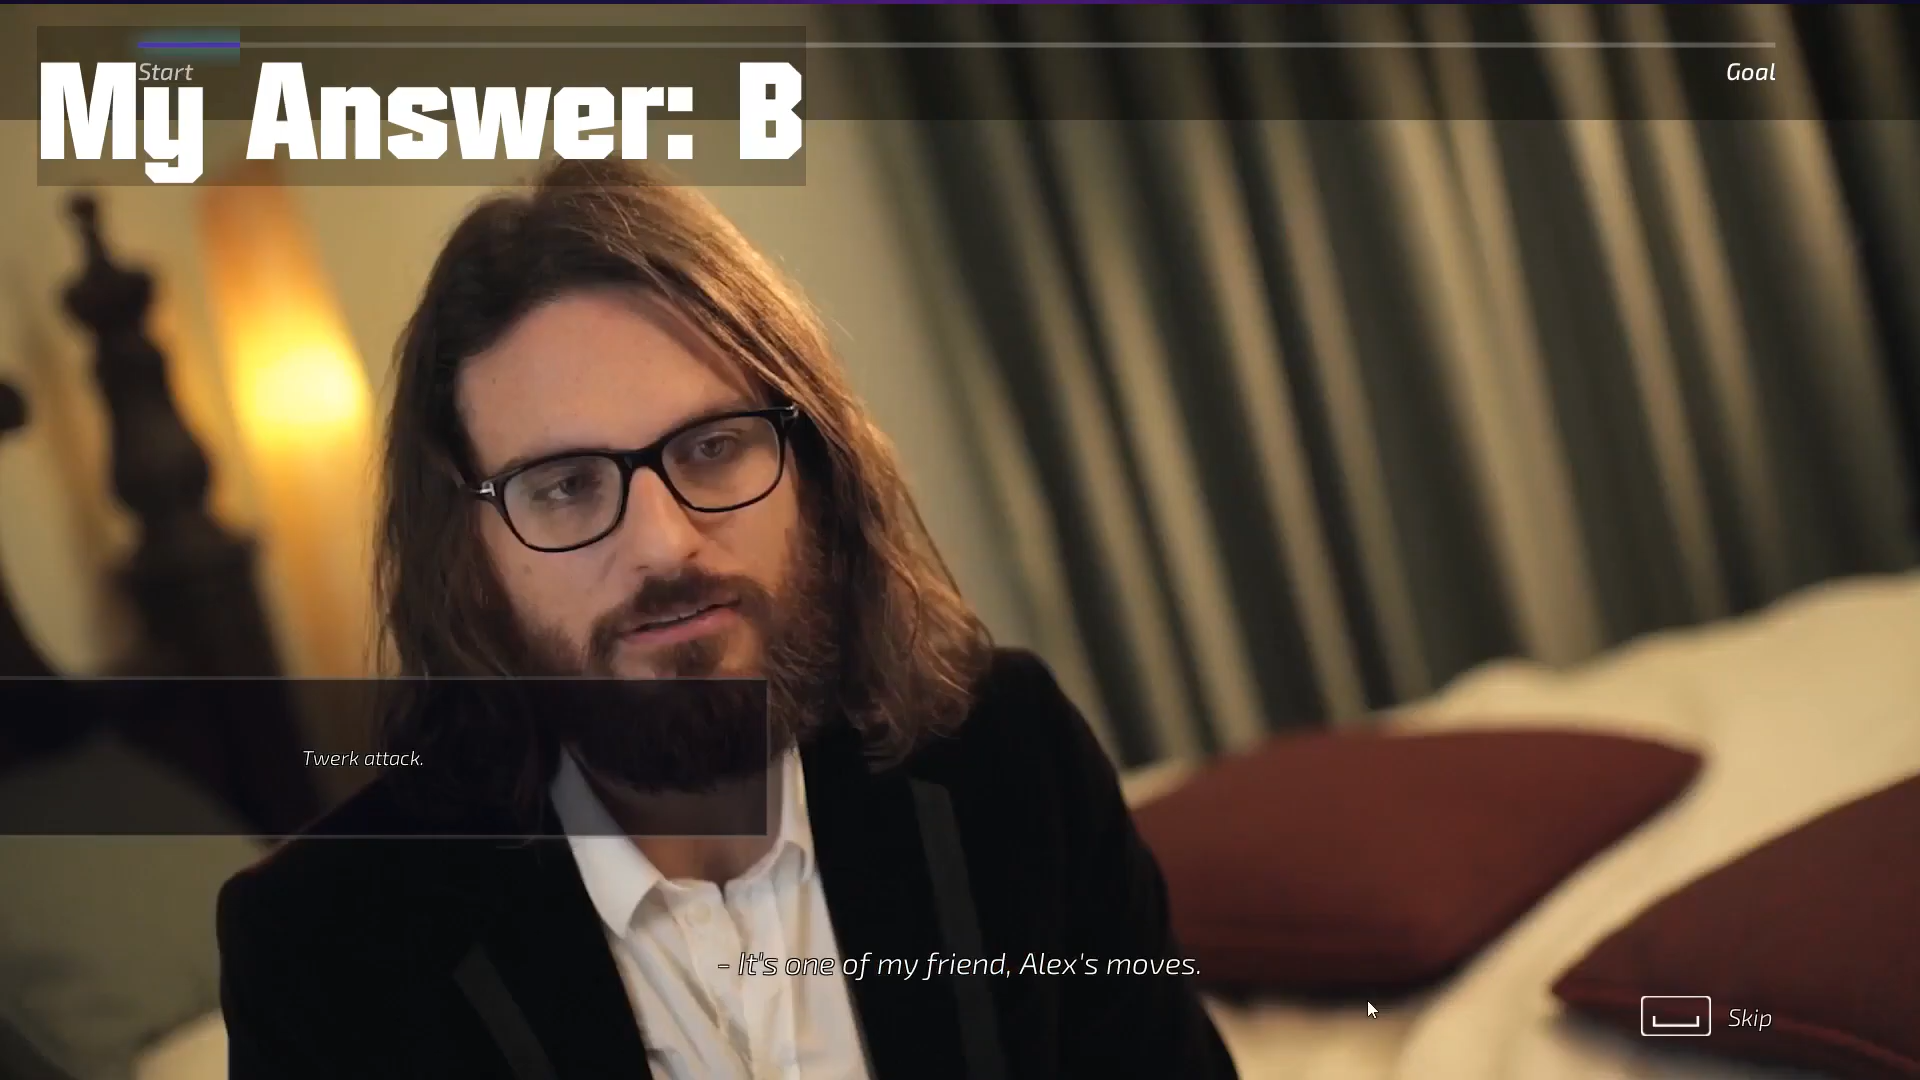 Start
Goal
My Answer: B
Twerk attack.
- It's one of my friend, Alex's moves.
Skip